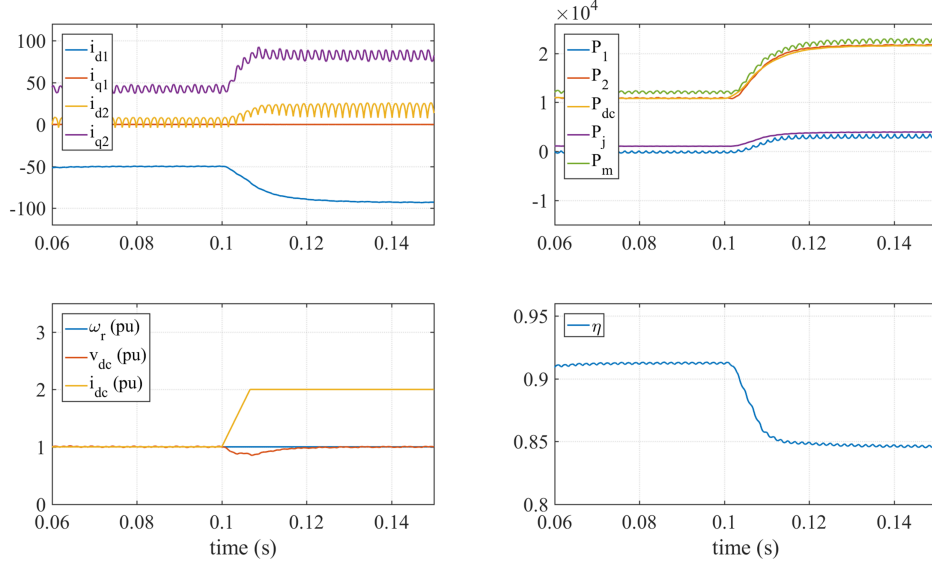 100
50
0
-50
-100
0.06
0.08
0.1
0.12
0.14
i_d1
i_q1
i_d2
i_q2
×10^4
2
1
0
-1
0.06
0.08
0.1
0.12
0.14
P_1
P_2
P_dc
P_j
P_m
3
2
1
0
0.06
0.08
0.1
0.12
0.14
time (s)
ω_r (pu)
v_dc (pu)
i_dc (pu)
0.95
0.9
0.85
0.8
0.06
0.08
0.1
0.12
0.14
time (s)
η